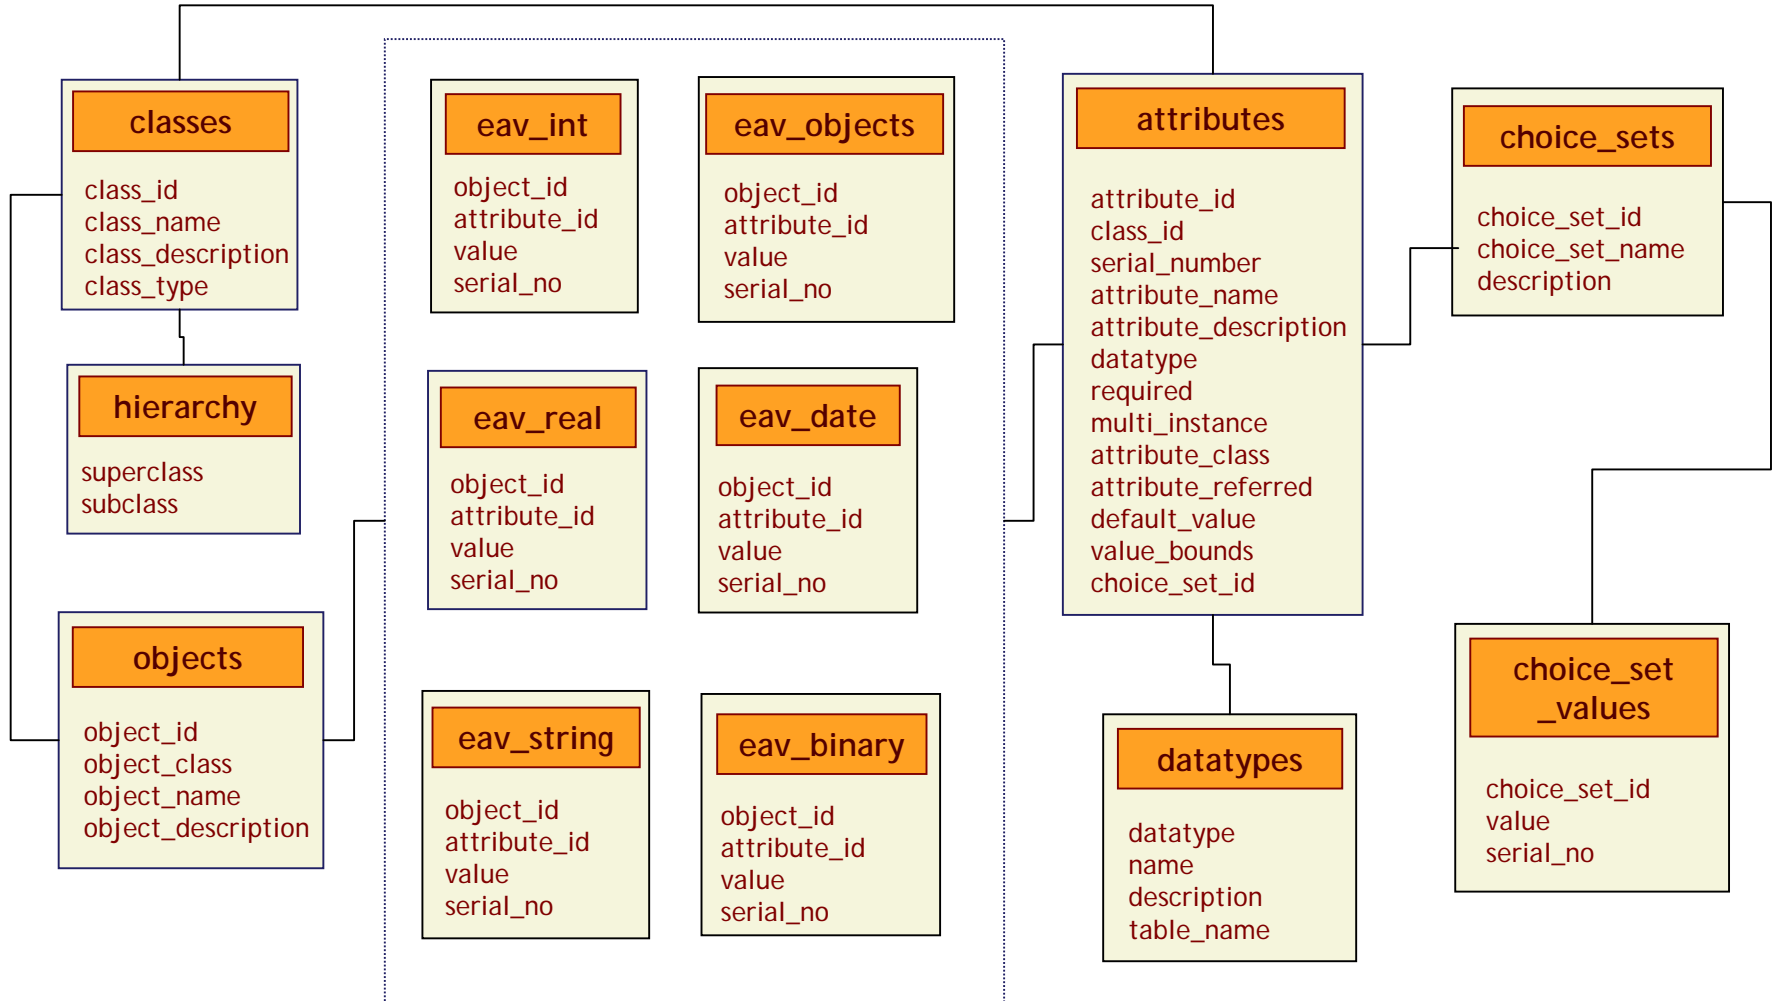 classes
class_id
class_name
class_description
class_type
hierarchy
superclass
subclass
objects
object_id
object_class
object_name
object_description
eav_int
object_id
attribute_id
value
serial_no
eav_objects
object_id
attribute_id
value
serial_no
eav_real
object_id
attribute_id
value
serial_no
eav_date
object_id
attribute_id
value
serial_no
eav_string
object_id
attribute_id
value
serial_no
eav_binary
object_id
attribute_id
value
serial_no
attributes
attribute_id
class_id
serial_number
attribute_name
attribute_description
datatype
required
multi_instance
attribute_class
attribute_referred
default_value
value_bounds
choice_set_id
datatypes
datatype
name
description
table_name
choice_sets
choice_set_id
choice_set_name
description
choice_set
_values
choice_set_id
value
serial_no